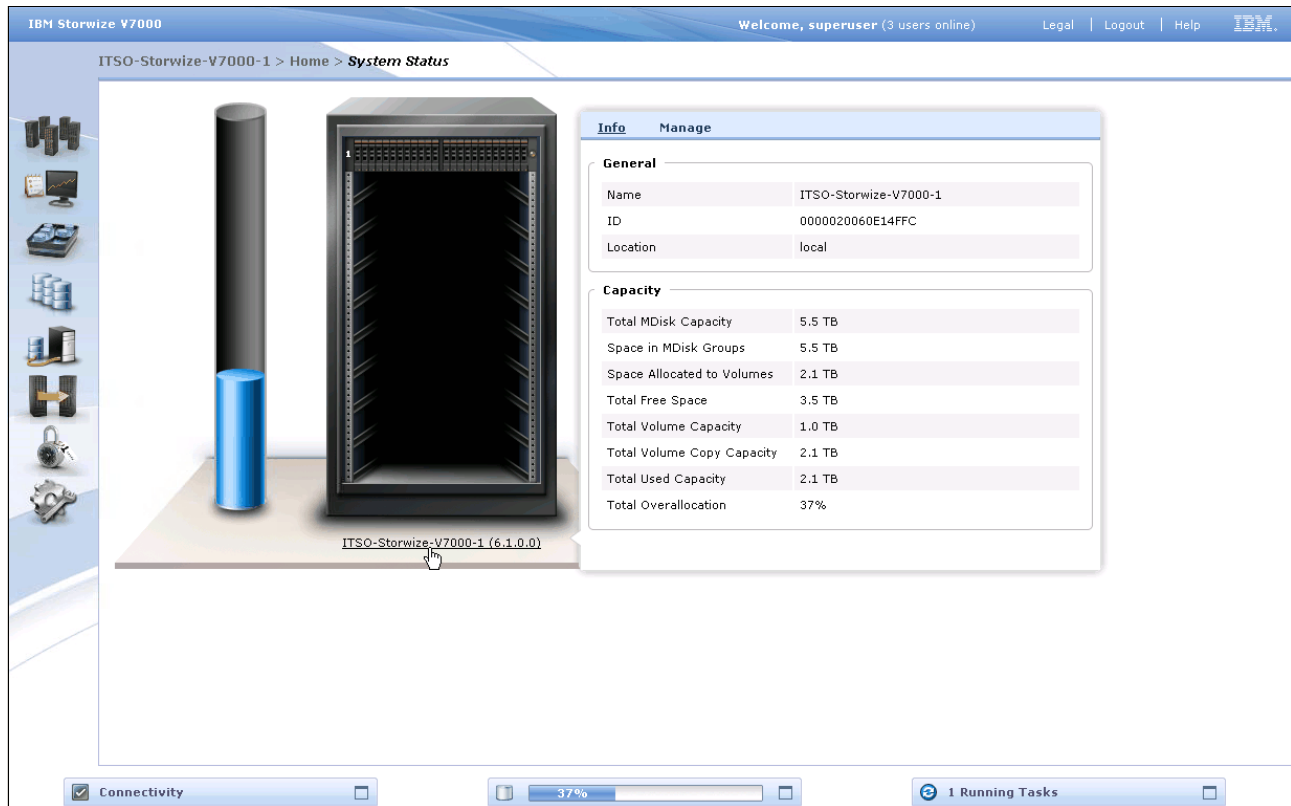 IBM Storwize V7000
Welcome, superuser (3 users online)
Legal | Logout | Help
IBM.
ITSO-Storwize-V7000-1 > Home > System Status
1
Info Manage
General
Name ITSO-Storwize-V7000-1
ID 0000020060E14FFC
Location local
Capacity
Total MDisk Capacity 5.5 TB
Space in MDisk Groups 5.5 TB
Space Allocated to Volumes 2.1 TB
Total Free Space 3.5 TB
Total Volume Capacity 1.0 TB
Total Volume Copy Capacity 2.1 TB
Total Used Capacity 2.1 TB
Total Overallocation 37%
ITSO-Storwize-V7000-1 (6.1.0.0)
Connectivity
37%
1 Running Tasks